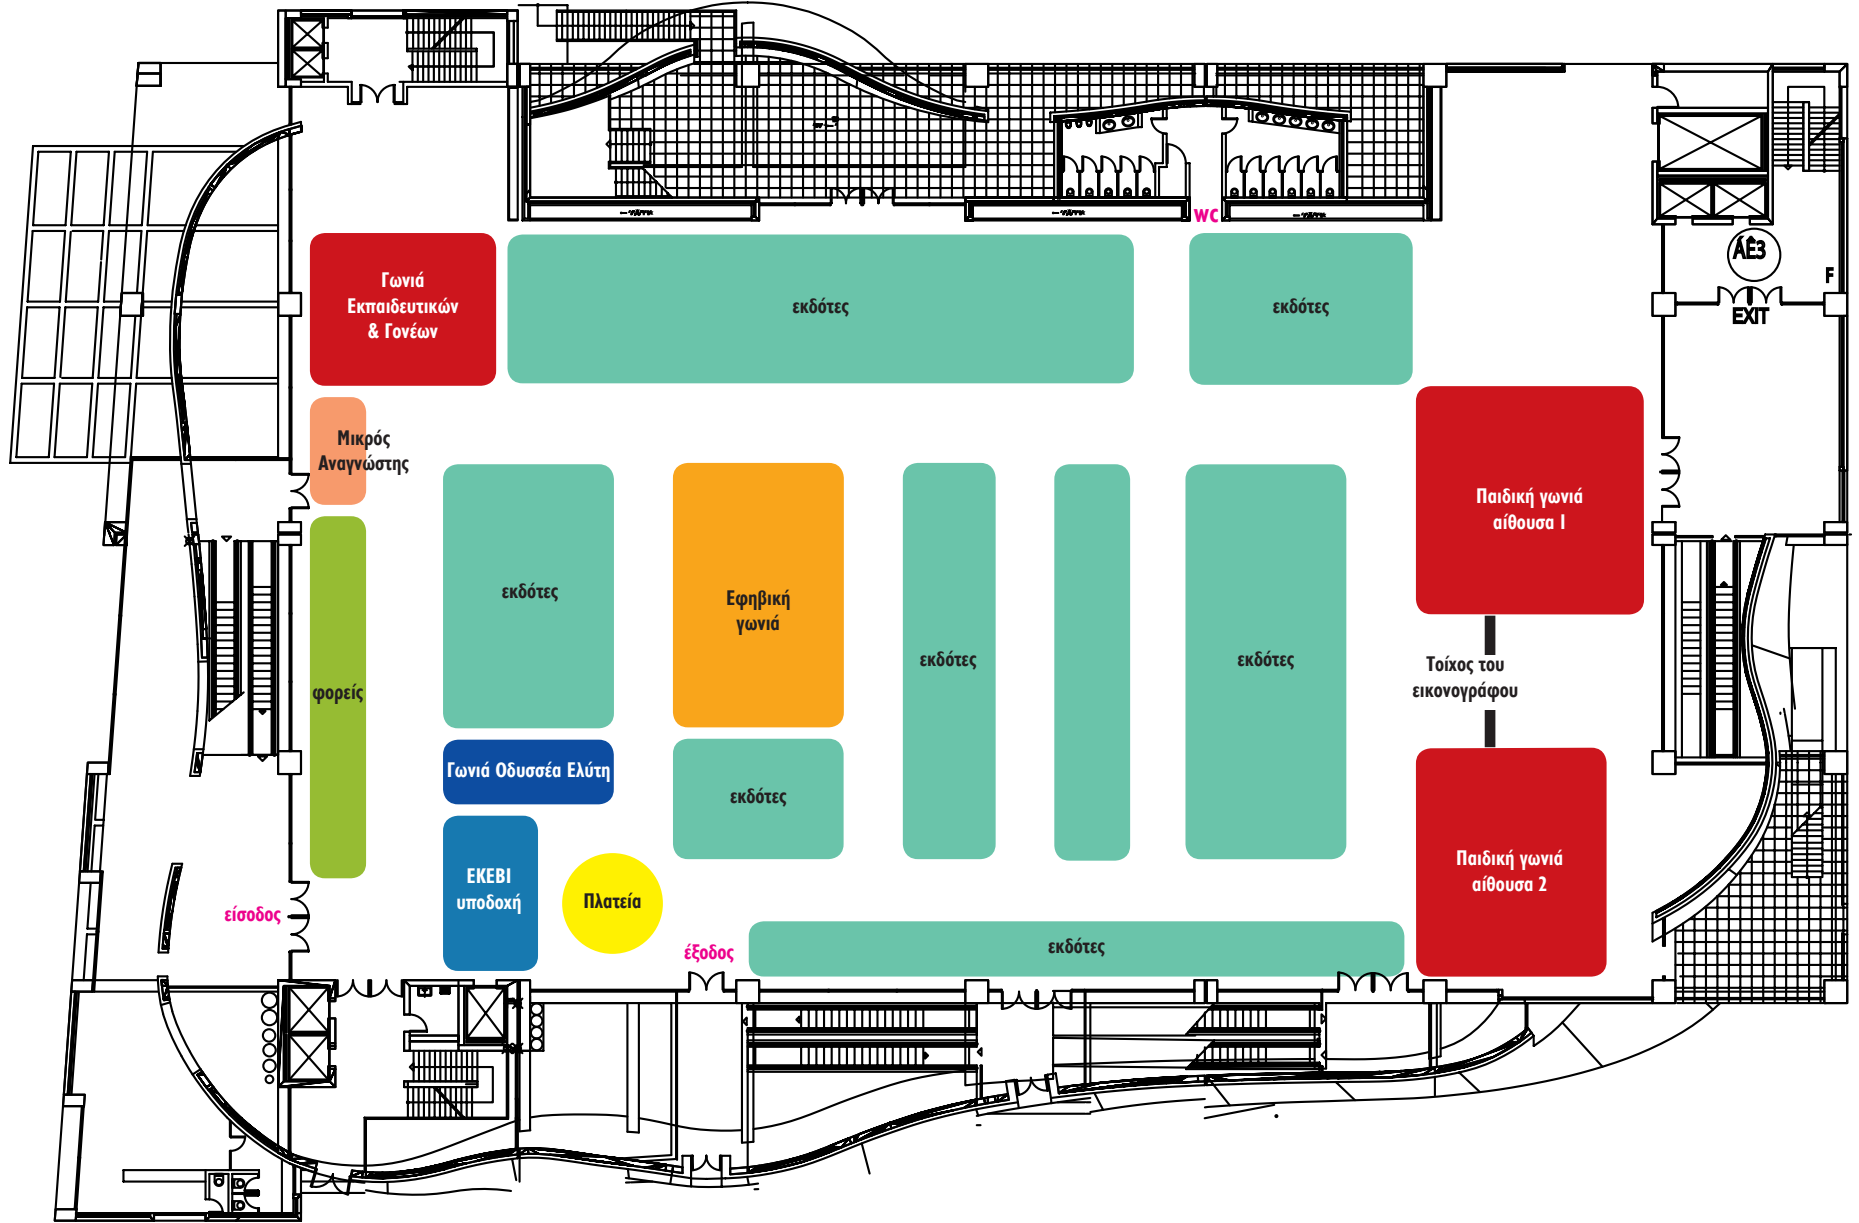 wc
ÁÊ3
F
EXIT
Γωνιά
Εκπαιδευτικών
& Γονέων
εκδότες
εκδότες
Μικρός
Αναγνώστης
Παιδική γωνιά
αίθουσα 1
εκδότες
Εφηβική
γωνιά
εκδότες
εκδότες
Τοίχος του
εικονογράφου
φορείς
Γωνιά Οδυσσέα Ελύτη
εκδότες
ΕΚΕΒΙ
υποδοχή
Πλατεία
Παιδική γωνιά
αίθουσα 2
είσοδος
έξοδος
εκδότες